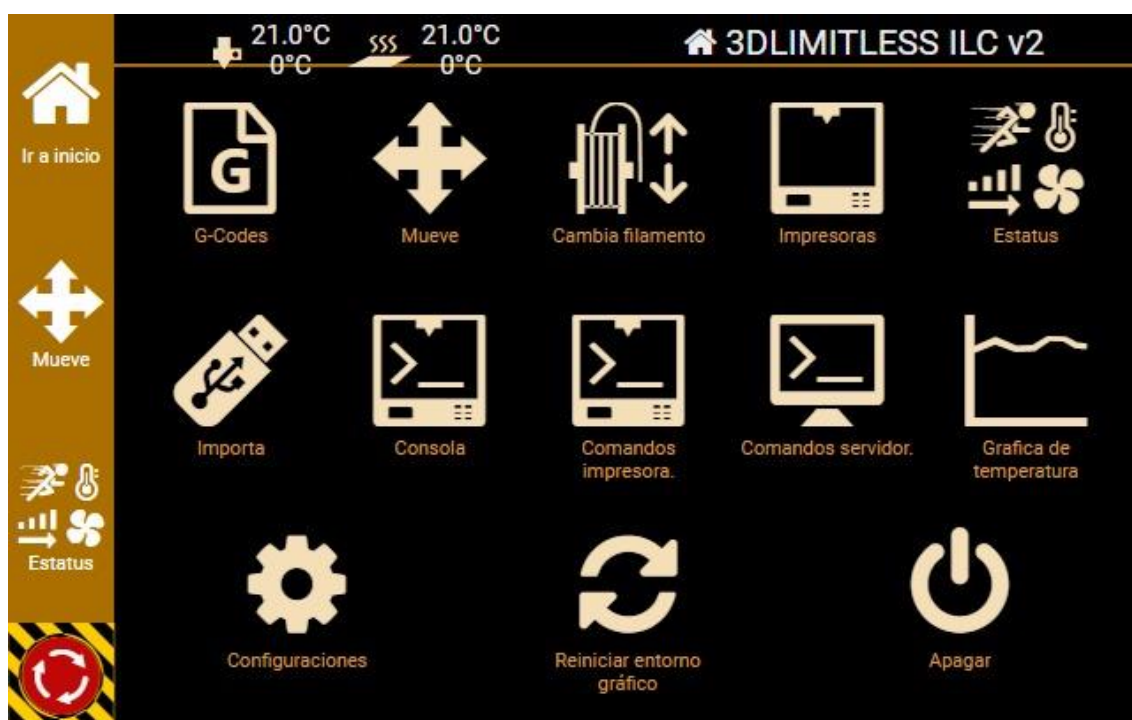 21.0°C
0°C
21.0°C
0°C
3DLIMITLESS ILC v2
Ir a inicio
Mueve
Estatus
G
G-Codes
Mueve
Cambia filamento
Impresoras
Estatus
Importa
Consola
Comandos
impresora.
Comandos servidor.
Grafica de
temperatura
Configuraciones
Reiniciar entorno
gráfico
Apagar